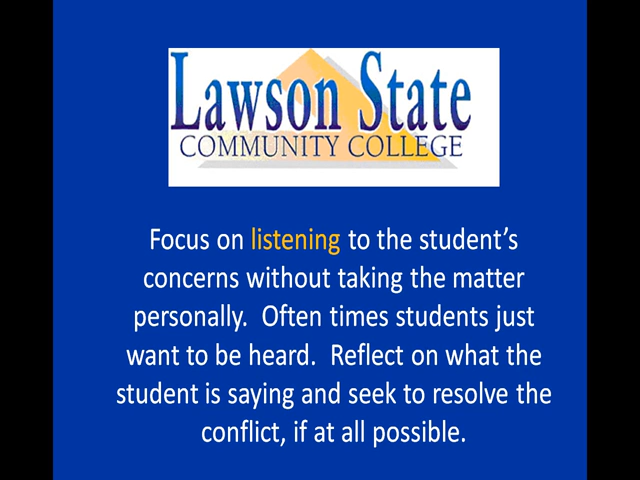 Lawson State
COMMUNITY COLLEGE
Focus on listening to the student’s
concerns without taking the matter
personally.  Often times students just
want to be heard.  Reflect on what the
student is saying and seek to resolve the
conflict, if at all possible.